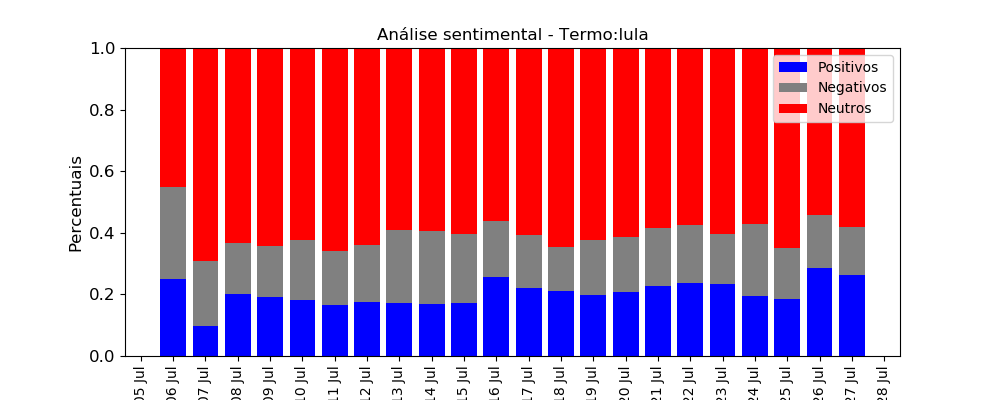 Análise sentimental - Termo:lula
Percentuais
1.0
0.8
0.6
0.4
0.2
0.0
Positivos
Negativos
Neutros
05 Jul
06 Jul
07 Jul
08 Jul
09 Jul
10 Jul
11 Jul
12 Jul
13 Jul
14 Jul
15 Jul
16 Jul
17 Jul
18 Jul
19 Jul
20 Jul
21 Jul
22 Jul
23 Jul
24 Jul
25 Jul
26 Jul
27 Jul
28 Jul